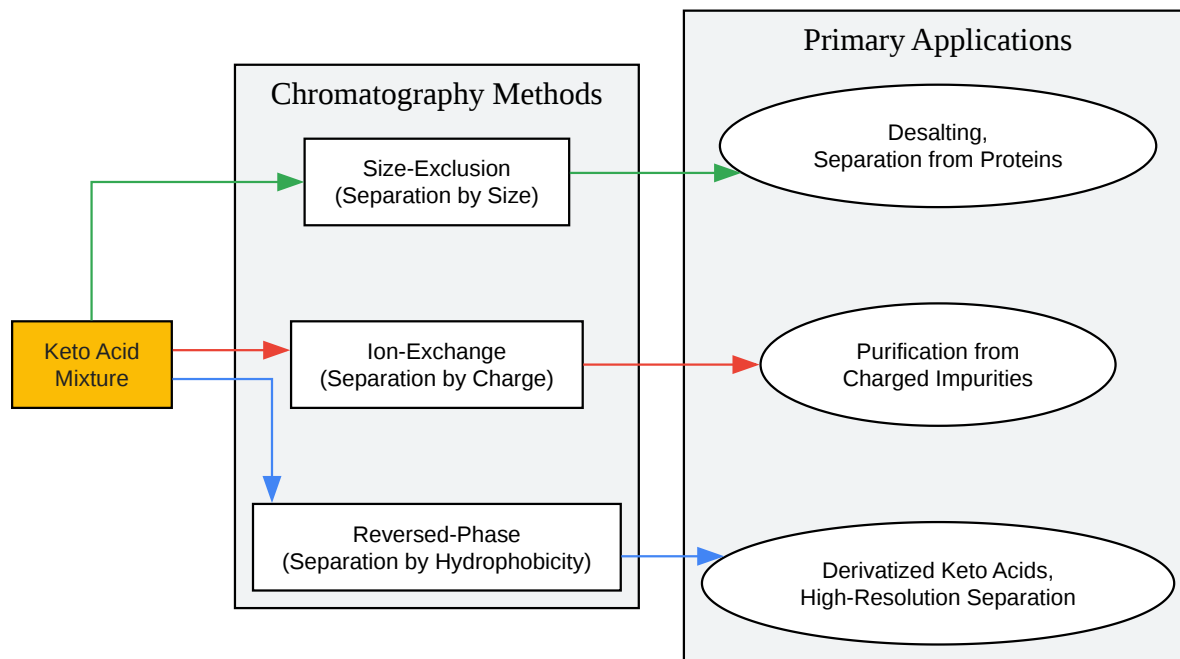 Primary Applications
Chromatography Methods
Desalting,
Separation from Proteins
Size-Exclusion
(Separation by Size)
Keto Acid
Mixture
Ion-Exchange
(Separation by Charge)
Purification from
Charged Impurities
Reversed-Phase
(Separation by Hydrophobicity)
Derivatized Keto Acids,
High-Resolution Separation